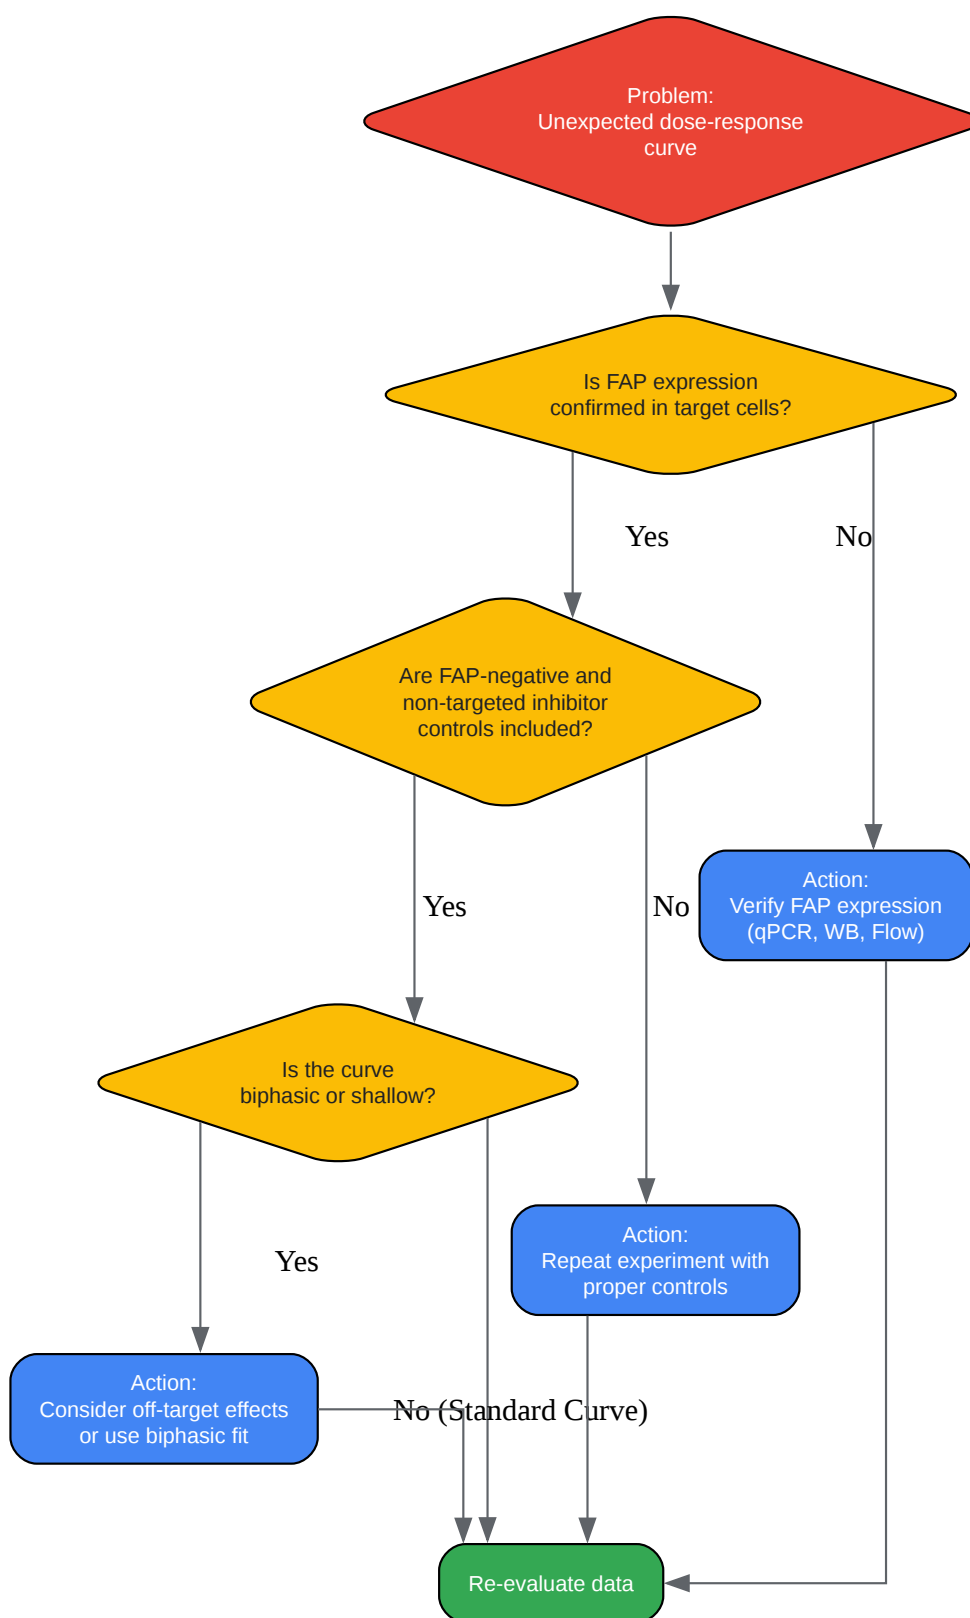 Problem:
Unexpected dose-response
curve
Is FAP expression
confirmed in target cells?
Yes
No
Are FAP-negative and
non-targeted inhibitor
controls included?
Action:
Verify FAP expression
(qPCR, WB, Flow)
Yes
No
Is the curve
biphasic or shallow?
Action:
Repeat experiment with
proper controls
Yes
Action:
Consider off-target effects
or use biphasic fit
No (Standard Curve)
Re-evaluate data